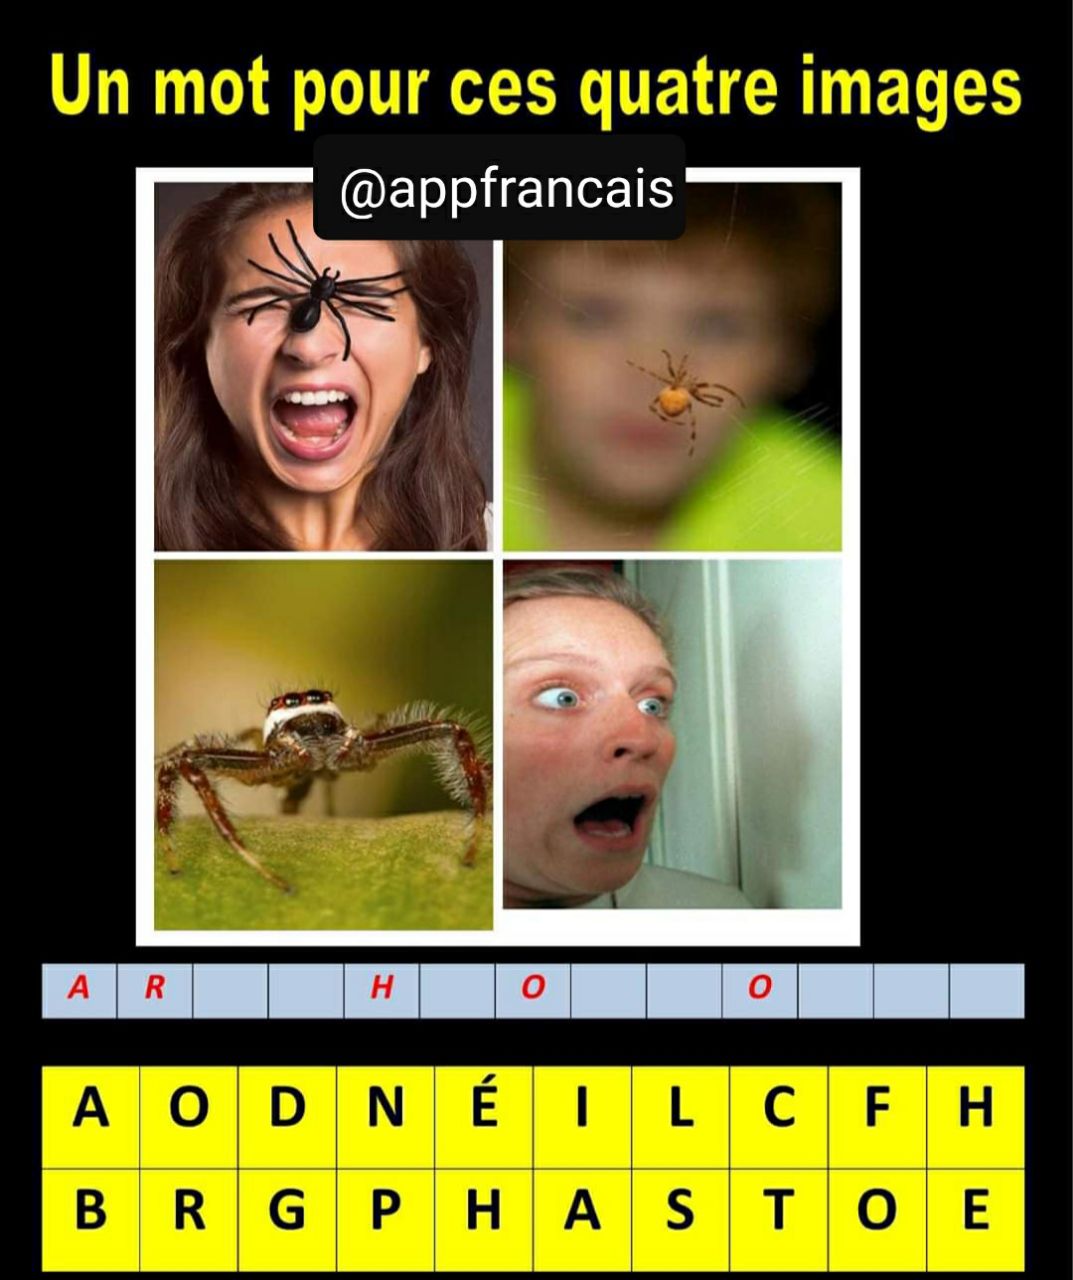 Un mot pour ces quatre images
@appfrancais
A R H O O
A O D N É I L C F H
B R G P H A S T O E